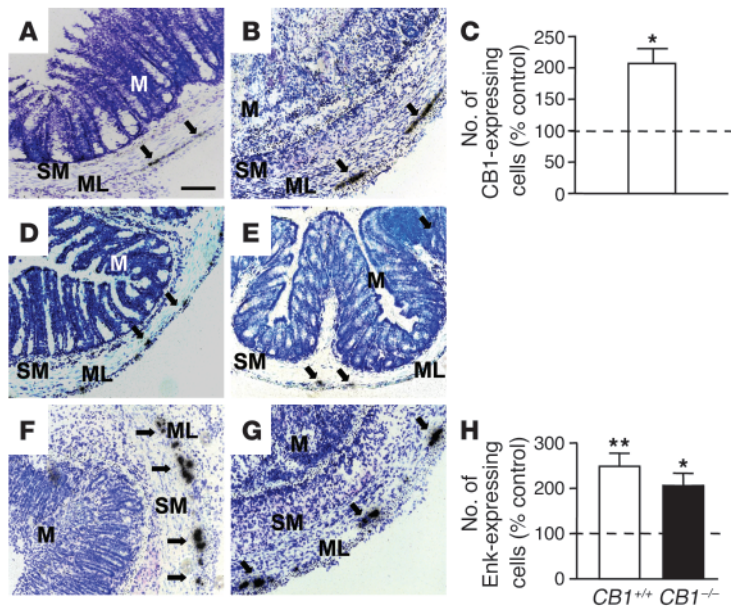 A
M
SM
ML
B
M
SM
ML
C
No. of
CB1-expressing
cells (% control)
250
200
150
100
50
0
*
D
M
SM
ML
E
M
SM
ML
F
ML
SM
M
G
M
SM
ML
H
No. of
Enk-expressing
cells (% control)
300
200
100
0
**
*
CB1+/+ CB1−/−